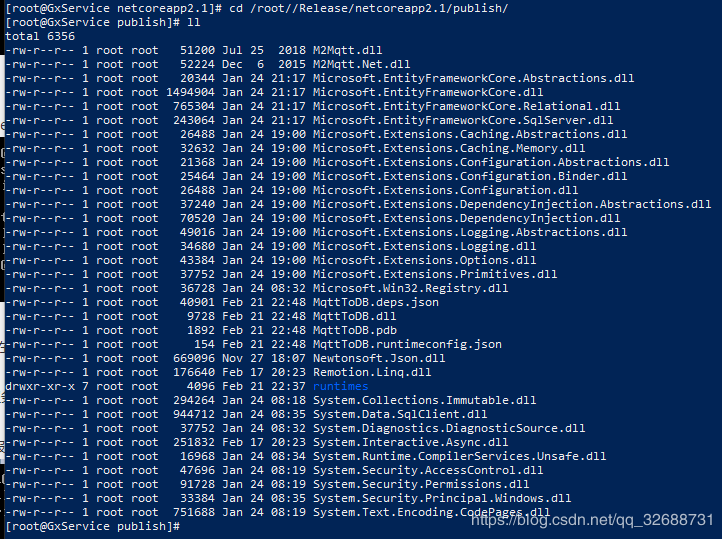 [root@GxService netcoreapp2.1]# cd /root//Release/netcoreapp2.1/publish/
[root@GxService publish]# ll
total 6356
-rw-r--r-- 1 root root   51200 Jul 25  2018 M2Mqtt.dll
-rw-r--r-- 1 root root   52224 Dec  6  2015 M2Mqtt.Net.dll
-rw-r--r-- 1 root root   20344 Jan 24 21:17 Microsoft.EntityFrameworkCore.Abstractions.dll
-rw-r--r-- 1 root root 1494904 Jan 24 21:17 Microsoft.EntityFrameworkCore.dll
-rw-r--r-- 1 root root  765304 Jan 24 21:17 Microsoft.EntityFrameworkCore.Relational.dll
-rw-r--r-- 1 root root  243064 Jan 24 21:17 Microsoft.EntityFrameworkCore.SqlServer.dll
-rw-r--r-- 1 root root   26488 Jan 24 19:00 Microsoft.Extensions.Caching.Abstractions.dll
-rw-r--r-- 1 root root   32632 Jan 24 19:00 Microsoft.Extensions.Caching.Memory.dll
-rw-r--r-- 1 root root   21368 Jan 24 19:00 Microsoft.Extensions.Configuration.Abstractions.dll
-rw-r--r-- 1 root root   25464 Jan 24 19:00 Microsoft.Extensions.Configuration.Binder.dll
-rw-r--r-- 1 root root   26488 Jan 24 19:00 Microsoft.Extensions.Configuration.dll
-rw-r--r-- 1 root root   37240 Jan 24 19:00 Microsoft.Extensions.DependencyInjection.Abstractions.dll
-rw-r--r-- 1 root root   70520 Jan 24 19:00 Microsoft.Extensions.DependencyInjection.dll
-rw-r--r-- 1 root root   49016 Jan 24 19:00 Microsoft.Extensions.Logging.Abstractions.dll
-rw-r--r-- 1 root root   34680 Jan 24 19:00 Microsoft.Extensions.Logging.dll
-rw-r--r-- 1 root root   43384 Jan 24 19:00 Microsoft.Extensions.Options.dll
-rw-r--r-- 1 root root   37752 Jan 24 19:00 Microsoft.Extensions.Primitives.dll
-rw-r--r-- 1 root root   36728 Jan 24 08:32 Microsoft.Win32.Registry.dll
-rw-r--r-- 1 root root   40901 Feb 21 22:48 MqttToDB.deps.json
-rw-r--r-- 1 root root    9728 Feb 21 22:48 MqttToDB.dll
-rw-r--r-- 1 root root    1892 Feb 21 22:48 MqttToDB.pdb
-rw-r--r-- 1 root root     154 Feb 21 22:48 MqttToDB.runtimeconfig.json
-rw-r--r-- 1 root root  669096 Nov 27 18:07 Newtonsoft.Json.dll
-rw-r--r-- 1 root root  176640 Feb 17 20:23 Remotion.Linq.dll
drwxr-xr-x 7 root root    4096 Feb 21 22:37 runtimes
-rw-r--r-- 1 root root  294264 Jan 24 08:18 System.Collections.Immutable.dll
-rw-r--r-- 1 root root  944712 Jan 24 08:35 System.Data.SqlClient.dll
-rw-r--r-- 1 root root   37752 Jan 24 08:32 System.Diagnostics.DiagnosticSource.dll
-rw-r--r-- 1 root root  251832 Feb 17 20:23 System.Interactive.Async.dll
-rw-r--r-- 1 root root   16968 Jan 24 08:34 System.Runtime.CompilerServices.Unsafe.dll
-rw-r--r-- 1 root root   47696 Jan 24 08:19 System.Security.AccessControl.dll
-rw-r--r-- 1 root root   91728 Jan 24 08:19 System.Security.Permissions.dll
-rw-r--r-- 1 root root   33384 Jan 24 08:35 System.Security.Principal.Windows.dll
-rw-r--r-- 1 root root  751688 Jan 24 08:19 System.Text.Encoding.CodePages.dll
[root@GxService publish]#
https://blog.csdn.net/qq_32688731